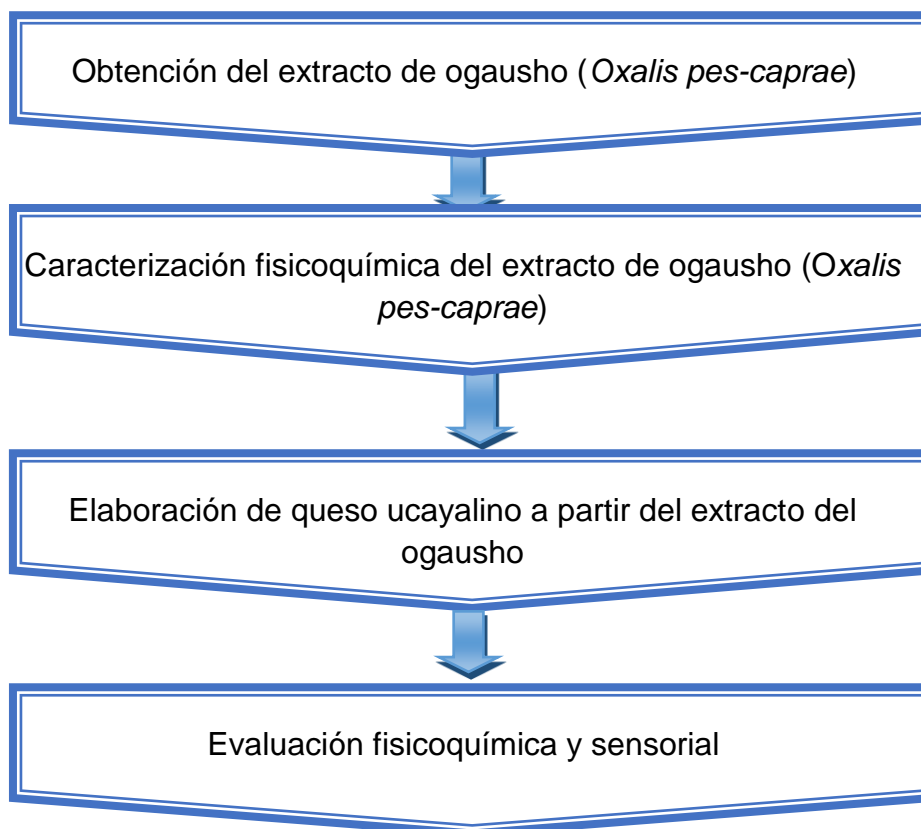 Obtención del extracto de ogausho (Oxalis pes-caprae)
Caracterización fisicoquímica del extracto de ogausho (Oxalis
pes-caprae)
Elaboración de queso ucayalino a partir del extracto del
ogausho
Evaluación fisicoquímica y sensorial